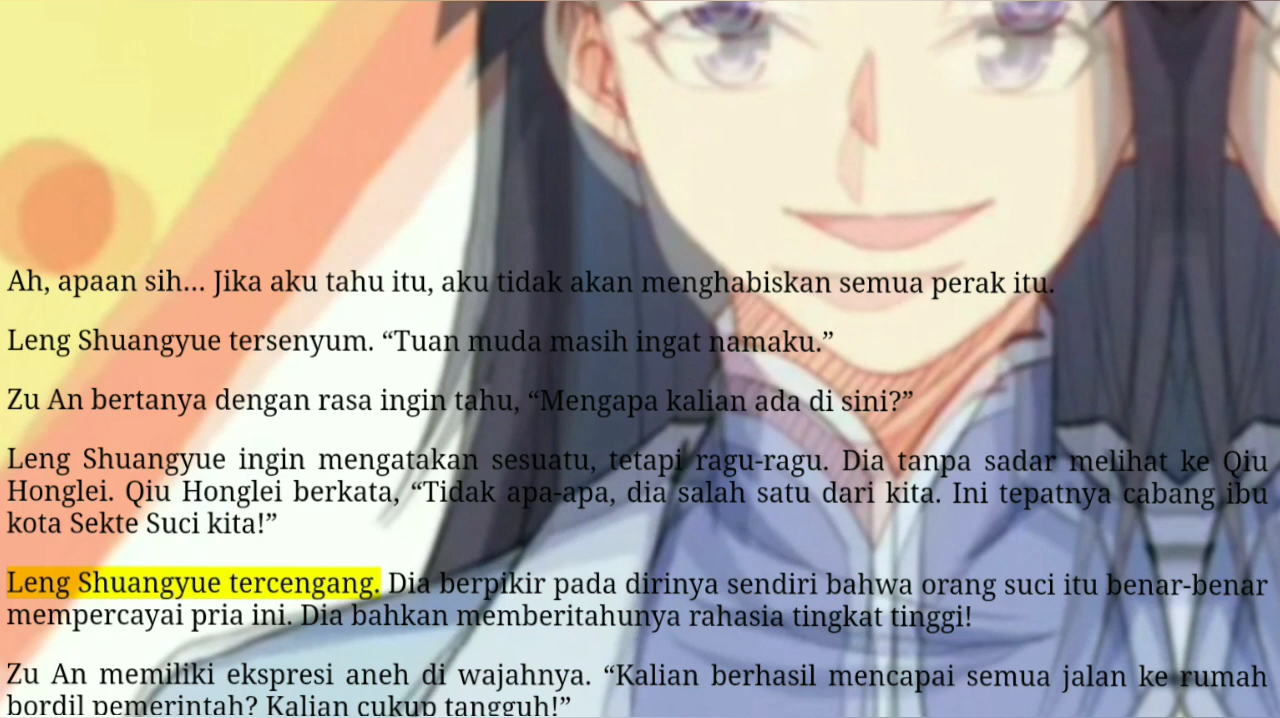 Ah, apaan sih... Jika aku tahu itu, aku tidak akan menghabiskan semua perak itu.
Leng Shuangyue tersenyum. “Tuan muda masih ingat namaku.”
Zu An bertanya dengan rasa ingin tahu, “Mengapa kalian ada di sini?”
Leng Shuangyue ingin mengatakan sesuatu, tetapi ragu-ragu. Dia tanpa sadar melihat ke Qiu
Honglei. Qiu Honglei berkata, “Tidak apa-apa, dia salah satu dari kita. Ini tepatnya cabang ibu
kota Sekte Suci kita!”
Leng Shuangyue tercengang. Dia berpikir pada dirinya sendiri bahwa orang suci itu benar-benar
mempercayai pria ini. Dia bahkan memberitahunya rahasia tingkat tinggi!
Zu An memiliki ekspresi aneh di wajahnya. “Kalian berhasil mencapai semua jalan ke rumah
bordil pemerintah? Kalian cukup tangguh!”